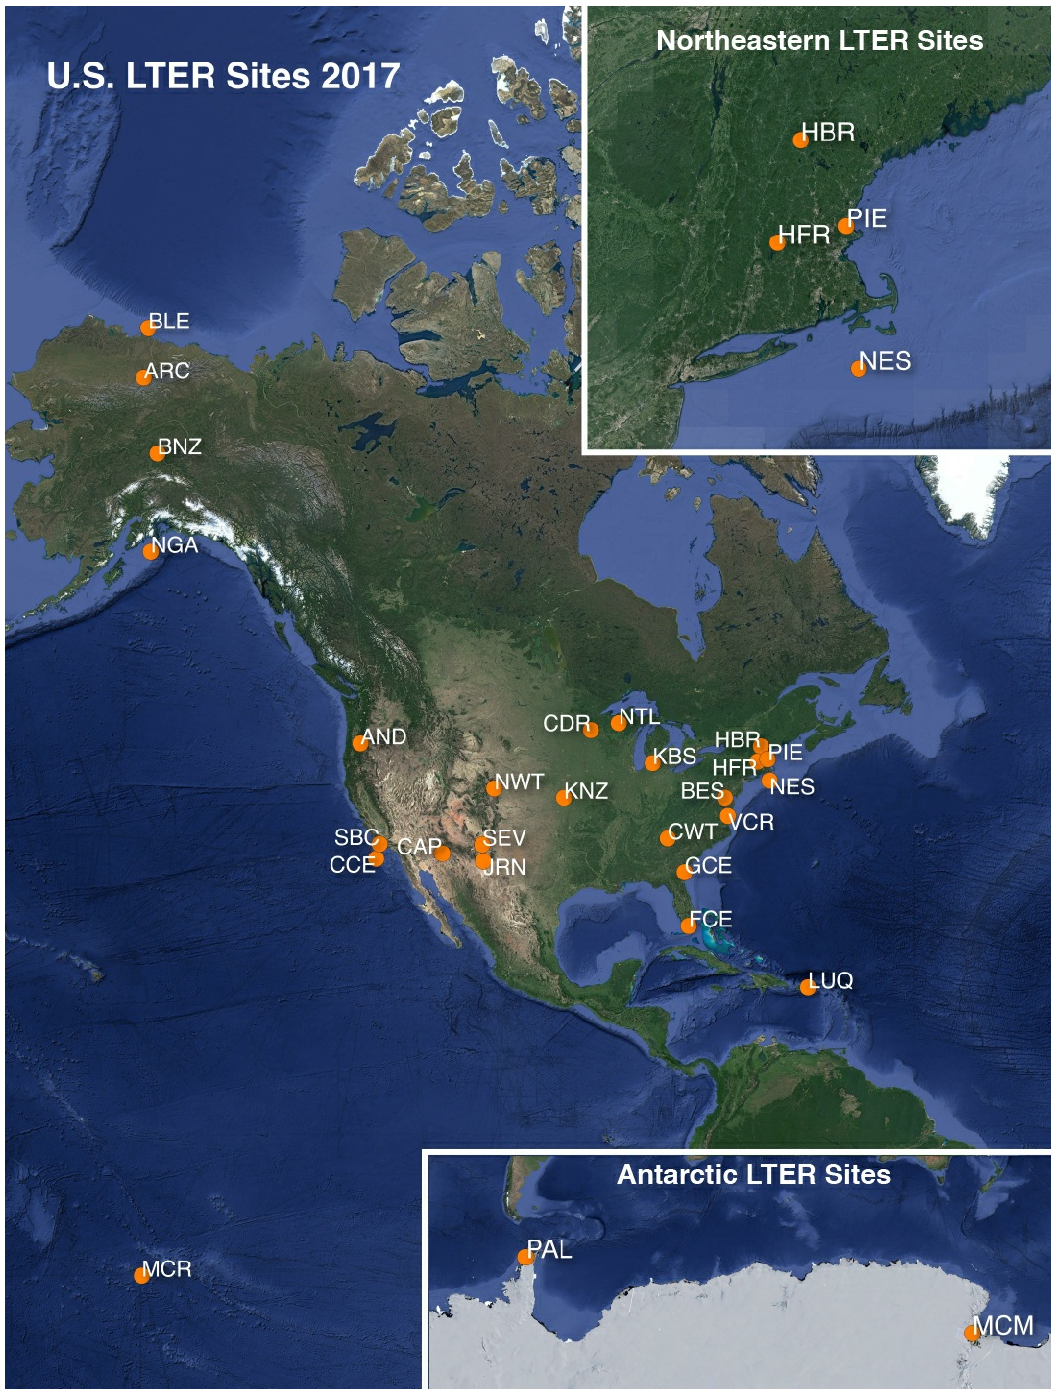 U.S. LTER Sites 2017
Northeastern LTER Sites
HBR
PIE
HFR
NES
BLE
ARC
BNZ
NGA
AND
CDR
NTL
KBS
HBR
PIE
HFR
NES
NWT
KNZ
BES
VCR
SBC
CAP
SEV
CWT
CCE
JRN
GCE
FCE
LUQ
MCR
Antarctic LTER Sites
PAL
MCM